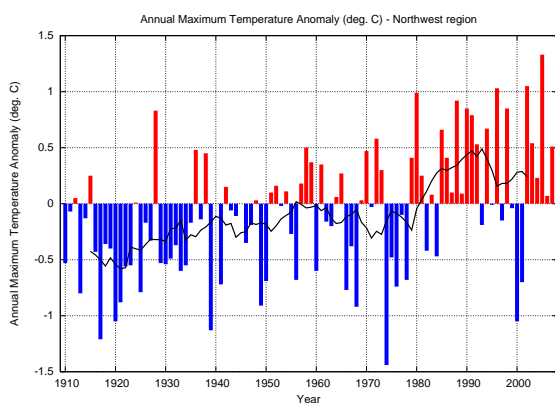 Annual Maximum Temperature Anomaly (deg. C) - Northwest region
Annual Maximum Temperature Anomaly (deg. C)
1.5
1
0.5
0
-0.5
-1
-1.5
1910 1920 1930 1940 1950 1960 1970 1980 1990 2000
Year